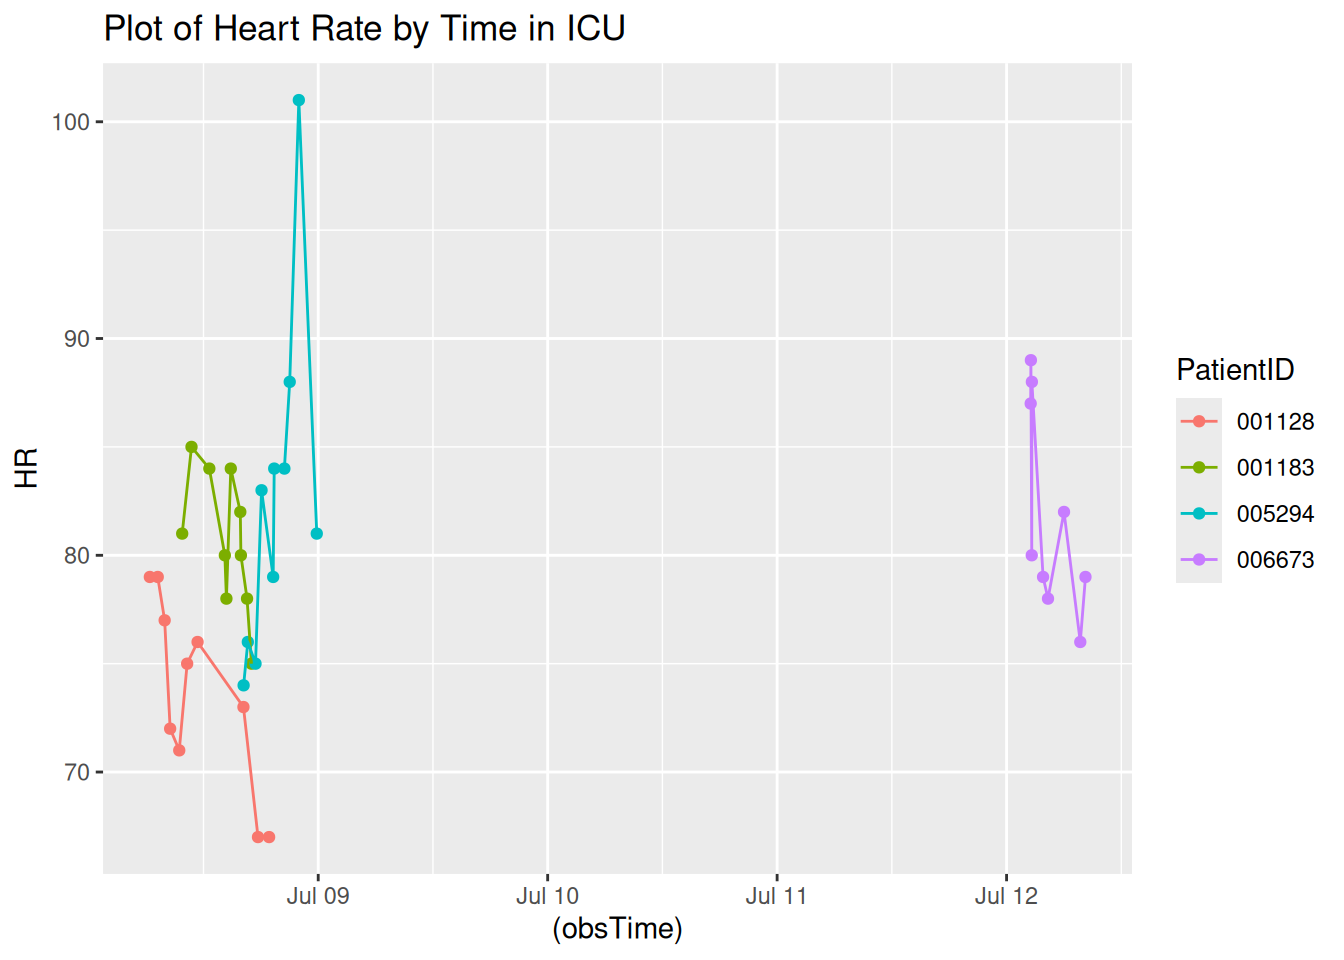 Plot of Heart Rate by Time in ICU
100
90
80
70
HR
Jul 09
Jul 10
Jul 11
Jul 12
(obsTime)
PatientID
001128
001183
005294
006673